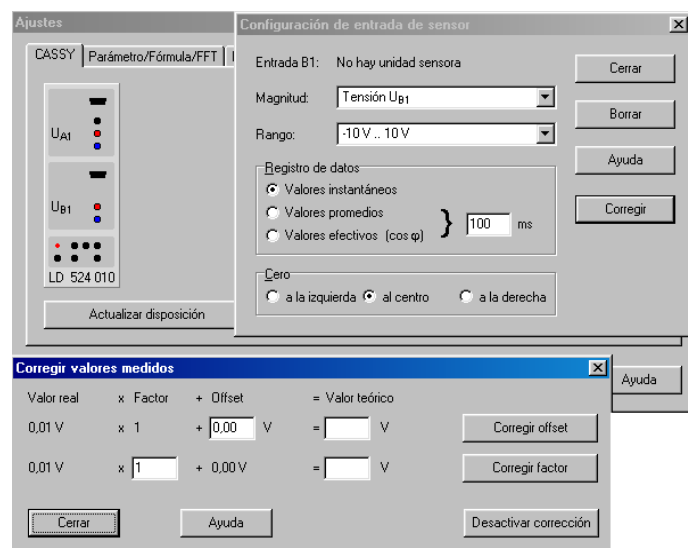 Ajustes
CASSY
Parámetro/Fórmula/FFT
UA1
UB1
LD 524 010
Actualizar disposición
Ayuda
Configuración de entrada de sensor
Entrada B1: No hay unidad sensora
Magnitud: Tensión UB1
Rango: -10 V .. 10 V
Registro de datos
Valores instantáneos
Valores promedios
Valores efectivos (cos φ)
} 100 ms
Cero
a la izquierda al centro a la derecha
Cerrar
Borrar
Ayuda
Corregir
Corregir valores medidos
Valor real x Factor + Offset = Valor teórico
0,01 V x 1 + 0,00 V = V Corregir offset
0,01 V x 1 + 0,00 V = V Corregir factor
Cerrar Ayuda Desactivar corrección